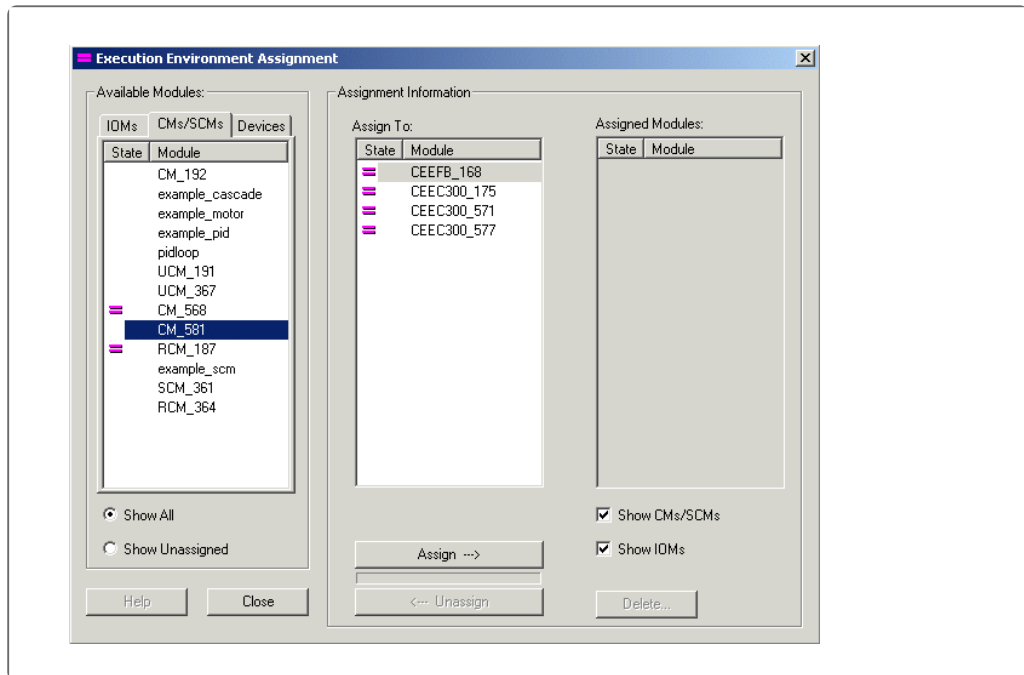 Execution Environment Assignment
Available Modules:
IOMs CMs/SCMs Devices
State Module
CM_192
example_cascade
example_motor
example_pid
pidloop
UCM_191
UCM_367
CM_568
CM_581
RCM_187
example_scm
SCM_361
RCM_364
Show All
Show Unassigned
Help Close
Assignment Information
Assign To:
State Module
CEEFB_168
CEEC300_175
CEEC300_571
CEEC300_577
Assign --->
<--- Unassign
Assigned Modules:
State Module
Show CMs/SCMs
Show IOMs
Delete...